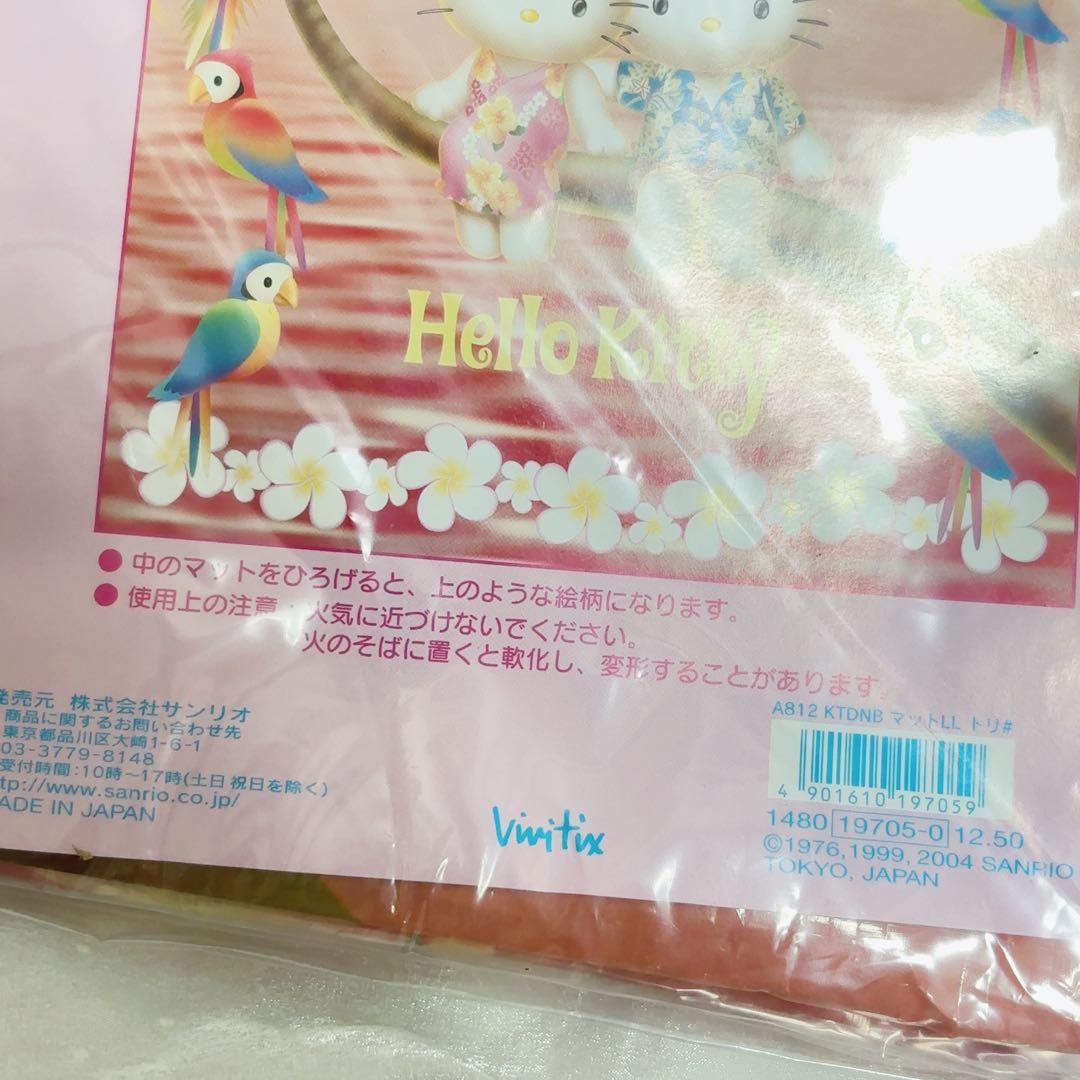 Hello Kitty
● 中のマットをひろげると、上のような絵柄になります。
● 使用上の注意:火気に近づけないでください。
火のそばに置くと軟化し、変形することがあります。
発売元 株式会社サンリオ
商品に関するお問い合わせ先
東京都品川区大崎1-6-1
03-3779-8148
受付時間:10時～17時(土日祝日を除く)
ttp://www.sanrio.co.jp/
ADE IN JAPAN
Vivitix
A812 KTDNB マットLL トリ#
4 901610 197059
1480 19705-0 12.50
©1976,1999,2004 SANRIO
TOKYO, JAPAN